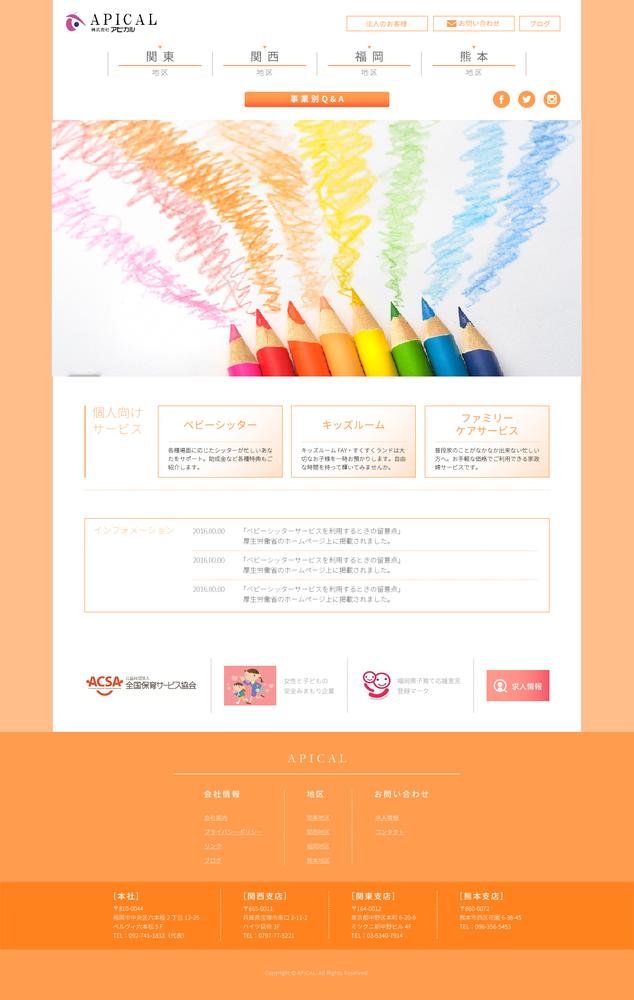 APICAL
株式会社 アピカル
法人のお客様
お問い合わせ
ブログ
関東
地区
関西
地区
福岡
地区
熊本
地区
事業別Q&A
個人向け
サービス
ベビーシッター
各種場面に応じたシッターが忙しいあな
たをサポート。助成金など各種特典もご
紹介します。
キッズルーム
キッズルーム FAY・すくすくランドは大
切なお子様を一時お預かりします。自由
な時間を持って輝いてみませんか。
ファミリー
ケアサービス
普段家のことがなかなか出来ない忙しい
方へ。お手軽な価格でご利用できる家政
婦サービスです。
インフォメーション
2016.00.00
「ベビーシッターサービスを利用するときの留意点」
厚生労働省のホームページ上に掲載されました。
2016.00.00
「ベビーシッターサービスを利用するときの留意点」
厚生労働省のホームページ上に掲載されました。
2016.00.00
「ベビーシッターサービスを利用するときの留意点」
厚生労働省のホームページ上に掲載されました。
ACSA
公益社団法人
全国保育サービス協会
女性と子どもの
安全みまもり企業
福岡県子育て応援宣言
登録マーク
求人情報
APICAL
会社情報
会社案内
プライバシーポリシー
リンク
ブログ
地区
関東地区
関西地区
福岡地区
熊本地区
お問い合わせ
求人情報
コンタクト
[本社]
〒810-0044
福岡市中央区六本松 2 丁目 12-25
ベルヴィ六本松 5 F
TEL：092-741-1833（代表）
[関西支店]
〒665-0011
兵庫県宝塚市南口 2-11-2
TEL：0797-77-5221
[関東支店]
〒164-0012
東京都中野区本町 6-20-9
ミツクニ新中野ビル 4F
TEL：03-5340-7914
[熊本支店]
〒860-0072
熊本市西区花園 6-38-45
TEL：096-356-5453
Copyright © APICAL. All Rights Reserved.